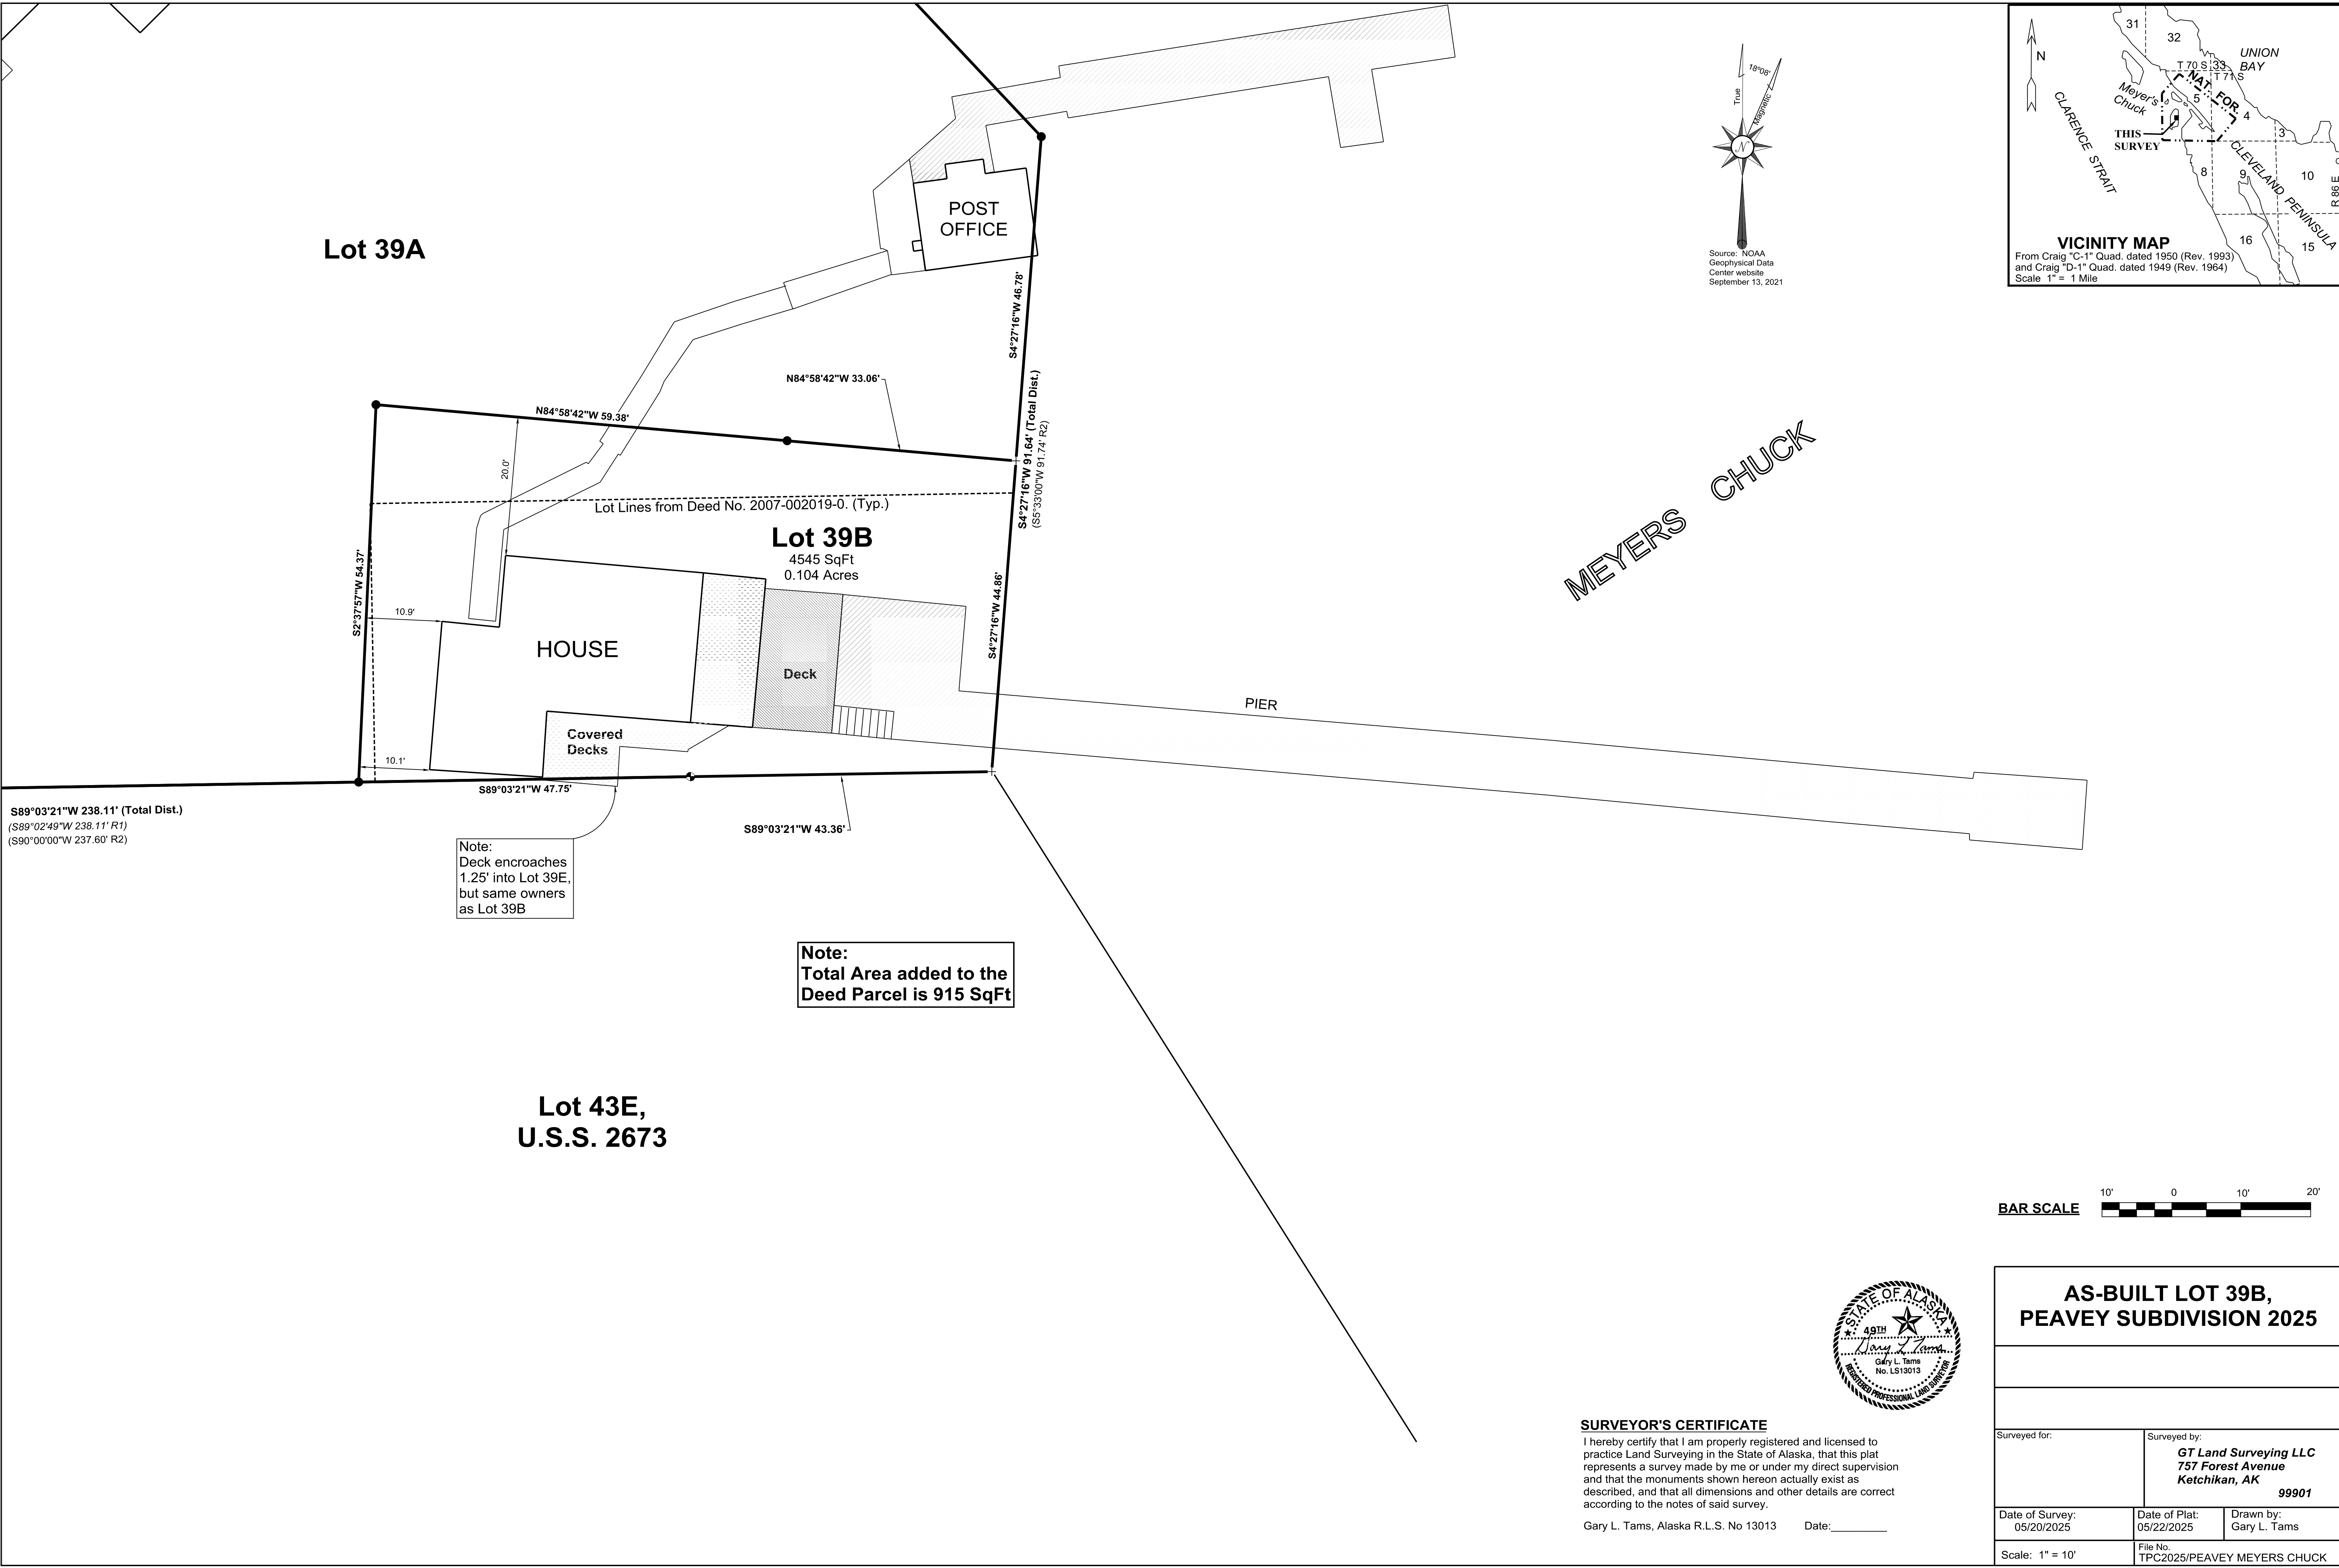 31
32
UNION
BAY
N
T 70 S
33
T 71 S
NAT. FOR.
Meyer's
Chuck
5
4
3
CLARENCE STRAIT
THIS
SURVEY
CLEVELAND PENINSULA
8
9
10
R 86 E
16
15
VICINITY MAP
From Craig "C-1" Quad. dated 1950 (Rev. 1993)
and Craig "D-1" Quad. dated 1949 (Rev. 1964)
Scale 1" = 1 Mile
18°08'
True
Magnetic
N
Source: NOAA
Geophysical Data
Center website
September 13, 2021
POST
OFFICE
Lot 39A
S4°27'16"W 46.78'
N84°58'42"W 33.06'
N84°58'42"W 59.38'
S4°27'16"W 91.64' (Total Dist.)
(S5°33'00"W 91.74' R2)
20.0'
Lot Lines from Deed No. 2007-002019-0. (Typ.)
Lot 39B
4545 SqFt
0.104 Acres
S2°37'57"W 54.37'
10.9'
S4°27'16"W 44.86'
HOUSE
Deck
MEYERS CHUCK
PIER
Covered
Decks
10.1'
S89°03'21"W 47.75'
S89°03'21"W 238.11' (Total Dist.)
(S89°02'49"W 238.11' R1)
(S90°00'00"W 237.60' R2)
S89°03'21"W 43.36'
Note:
Deck encroaches
1.25' into Lot 39E,
but same owners
as Lot 39B
Note:
Total Area added to the
Deed Parcel is 915 SqFt
Lot 43E,
U.S.S. 2673
BAR SCALE
10' 0 10' 20'
STATE OF ALASKA
49TH
Gary L. Tams
Gary L. Tams
No. LS13013
REGISTERED PROFESSIONAL LAND SURVEYOR
SURVEYOR'S CERTIFICATE
I hereby certify that I am properly registered and licensed to
practice Land Surveying in the State of Alaska, that this plat
represents a survey made by me or under my direct supervision
and that the monuments shown hereon actually exist as
described, and that all dimensions and other details are correct
according to the notes of said survey.
Gary L. Tams, Alaska R.L.S. No 13013 Date:_________
AS-BUILT LOT 39B,
PEAVEY SUBDIVISION 2025
Surveyed for:
Surveyed by:
GT Land Surveying LLC
757 Forest Avenue
Ketchikan, AK
99901
Date of Survey:
05/20/2025
Date of Plat:
05/22/2025
Drawn by:
Gary L. Tams
Scale: 1" = 10'
File No.
TPC2025/PEAVEY MEYERS CHUCK